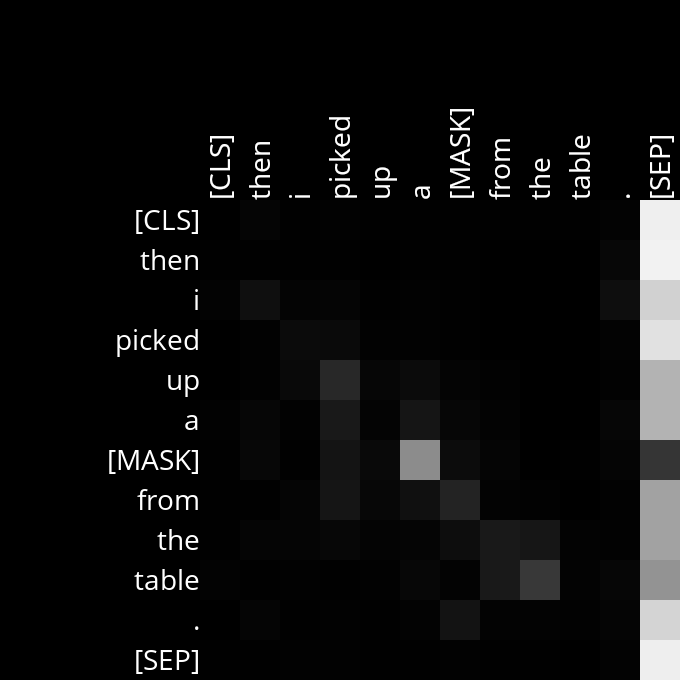 [CLS] then i picked up a [MASK] from the table . [SEP]
[CLS]
then
i
picked
up
a
[MASK]
from
the
table
.
[SEP]